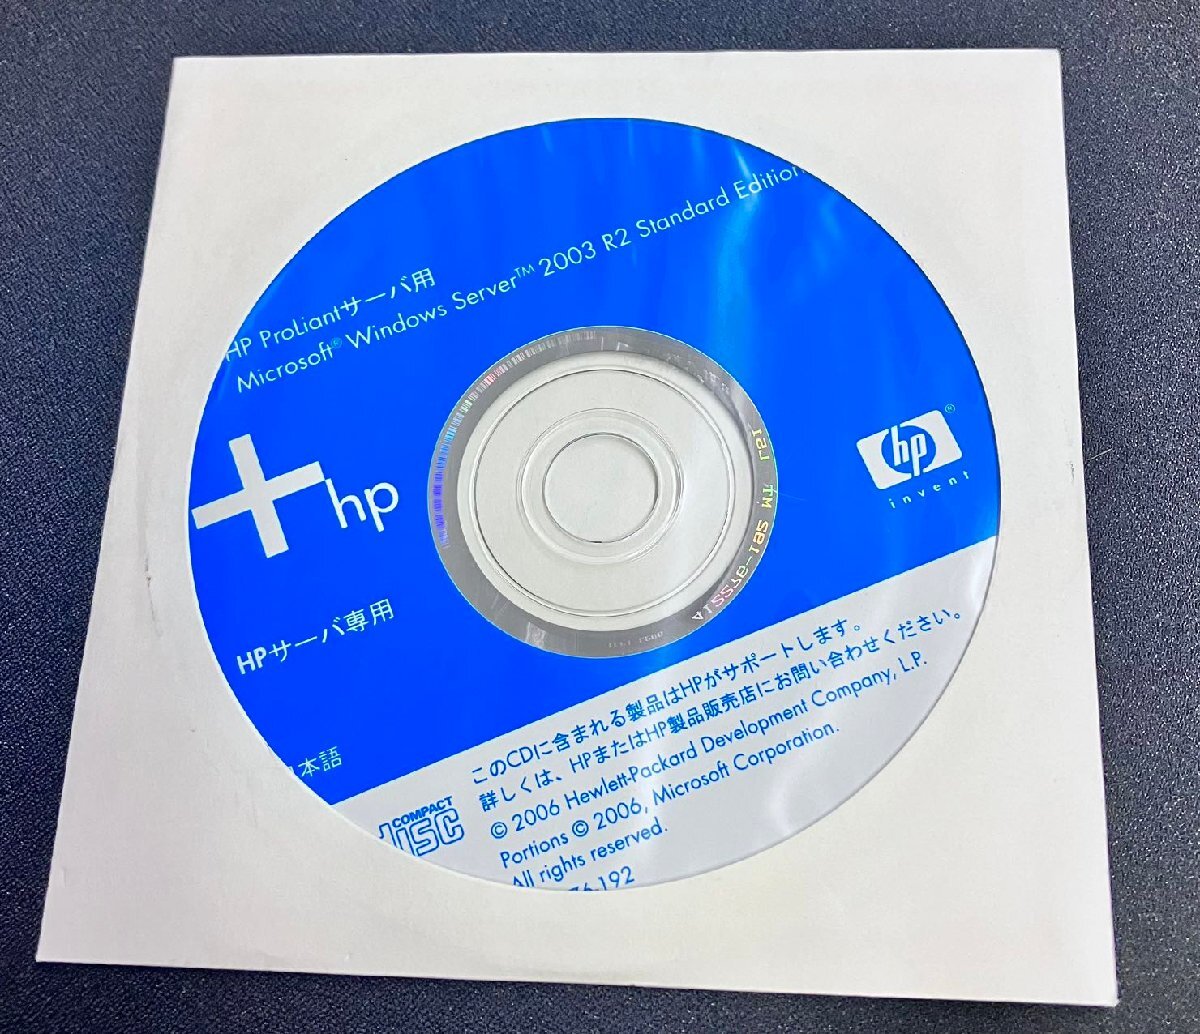 HP ProLiantサーバ用
Microsoft® Windows Server™ 2003 R2 Standard Edition
hp
hp®
invent
HPサーバ専用
本語
このCDに含まれる製品はHPがサポートします。
詳しくは、HPまたはHP製品販売店にお問い合わせください。
© 2006 Hewlett-Packard Development Company, L.P.
Portions © 2006, Microsoft Corporation.
All rights reserved.
-192
COMPACT
DISC